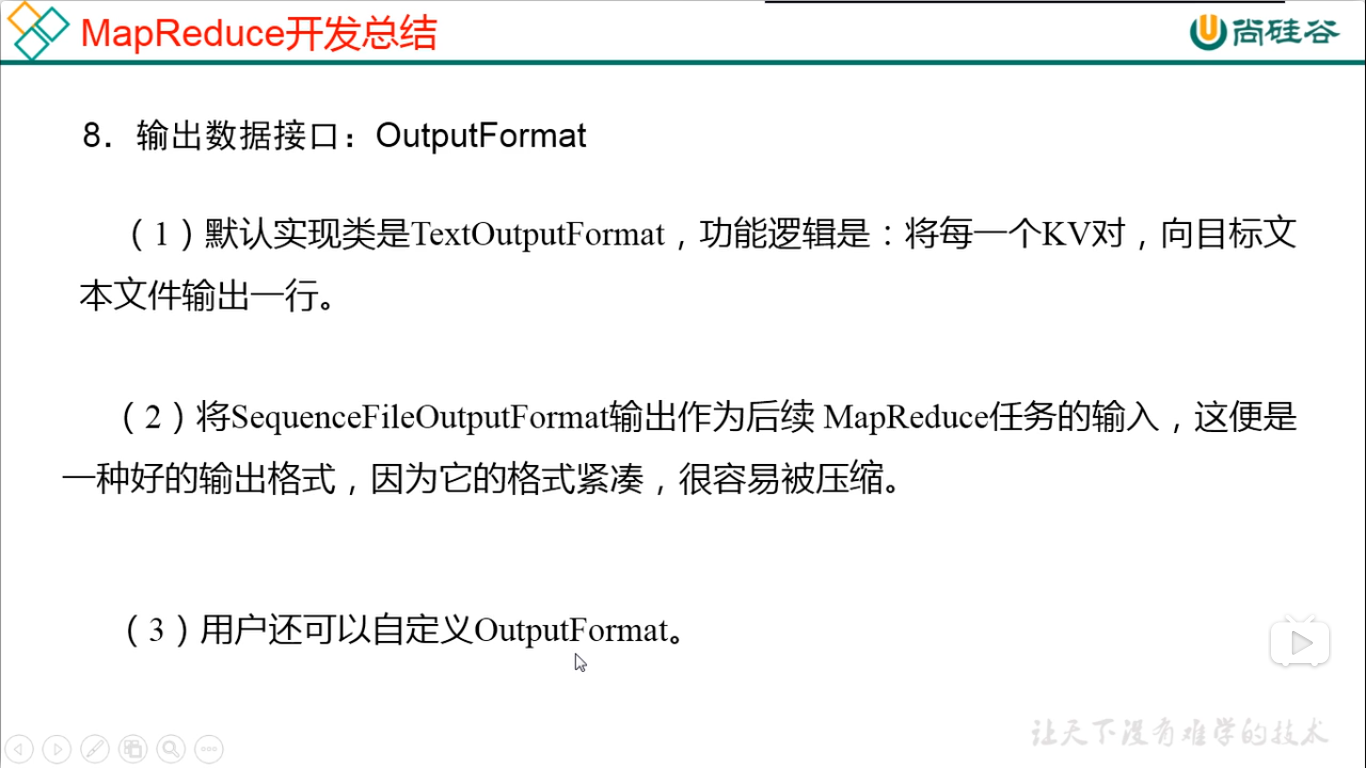 MapReduce开发总结
尚硅谷
8. 输出数据接口：OutputFormat
（1）默认实现类是TextOutputFormat，功能逻辑是：将每一个KV对，向目标文
本文件输出一行。
（2）将SequenceFileOutputFormat输出作为后续 MapReduce任务的输入，这便是
一种好的输出格式，因为它的格式紧凑，很容易被压缩。
（3）用户还可以自定义OutputFormat。
让天下没有难学的技术